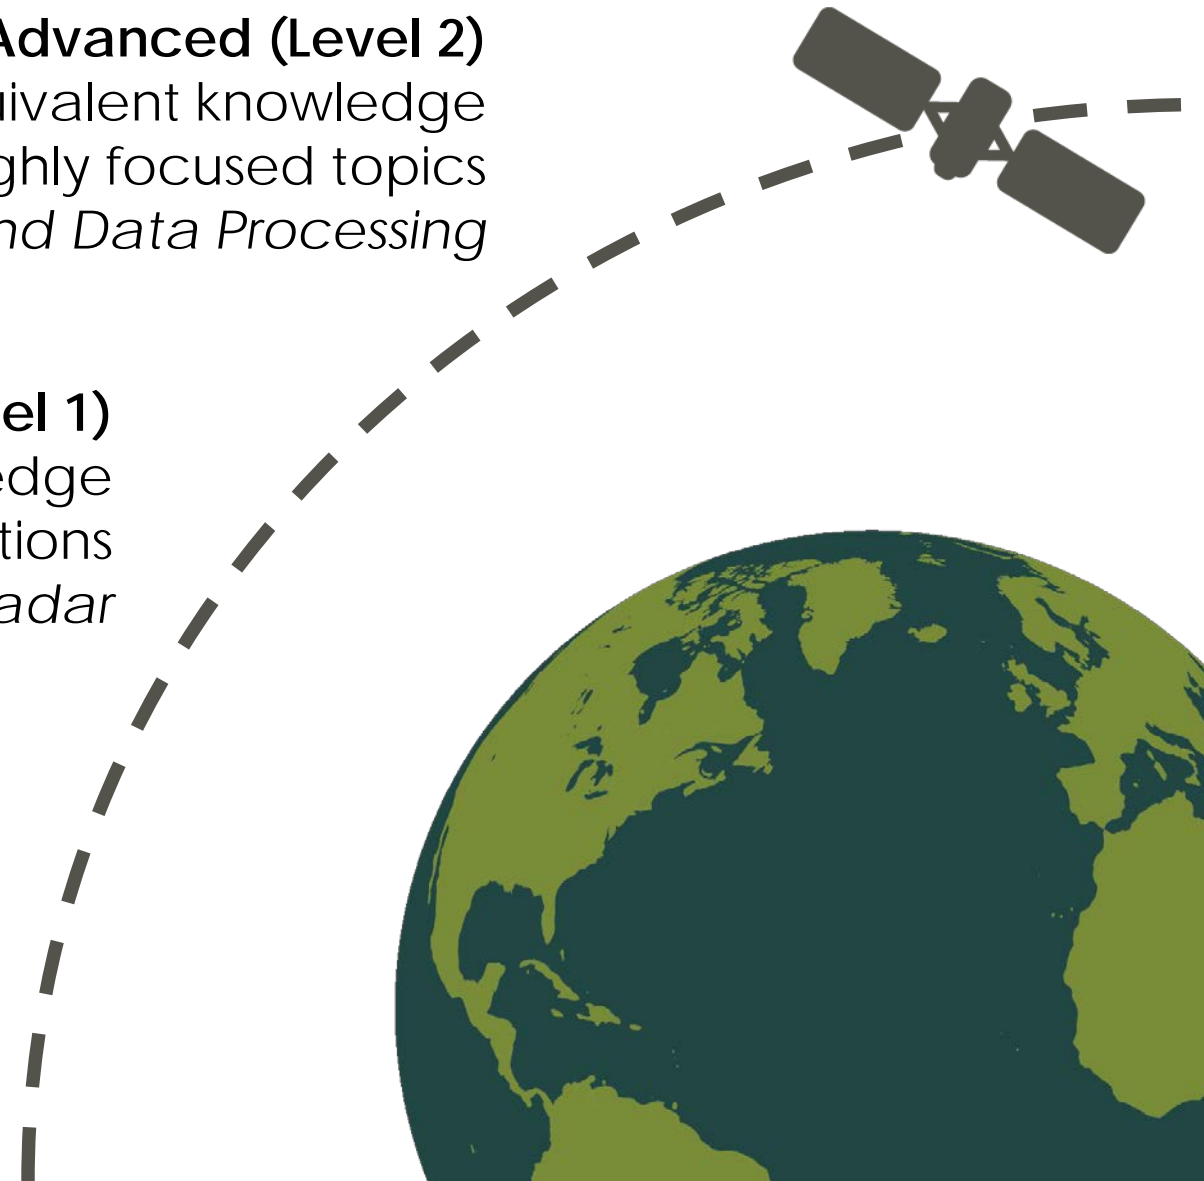 Advanced (Level 2)
uivalent knowledge
ghly focused topics
nd Data Processing
el 1)
edge
tions
adar